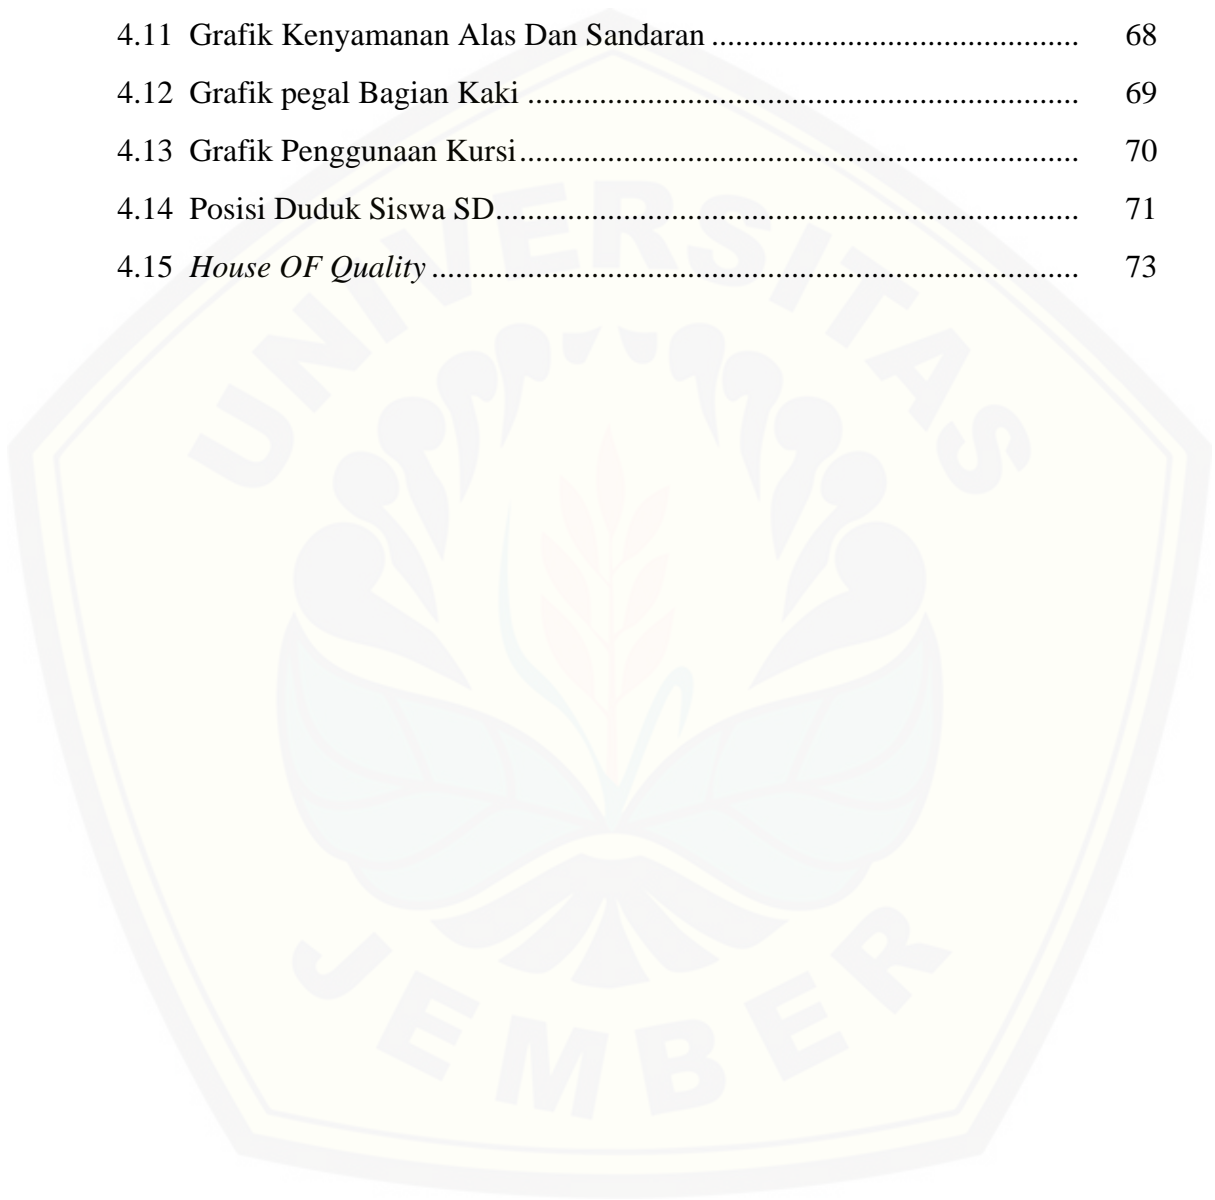 4.11 Grafik Kenyamanan Alas Dan Sandaran .............................................. 68
4.12 Grafik pegal Bagian Kaki ..................................................................... 69
4.13 Grafik Penggunaan Kursi...................................................................... 70
4.14 Posisi Duduk Siswa SD......................................................................... 71
4.15 House OF Quality ................................................................................. 73
UNIVERSITAS
JEMBER